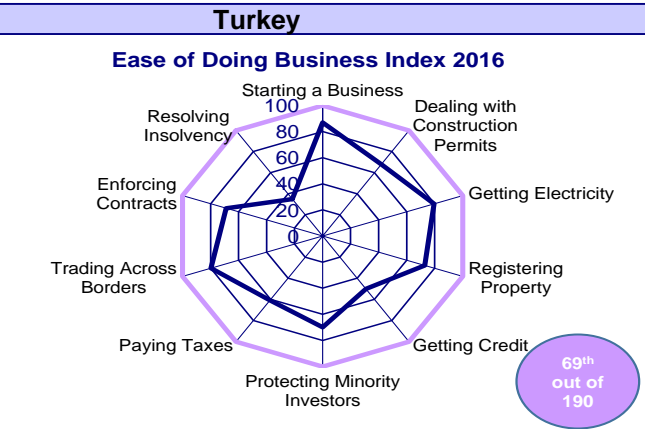 Turkey
Ease of Doing Business Index 2016
Starting a Business
100
80
60
40
20
0
Dealing with
Construction
Permits
Getting Electricity
Registering
Property
Getting Credit
Protecting Minority
Investors
Paying Taxes
Trading Across
Borders
Enforcing
Contracts
Resolving
Insolvency
69th
out of
190